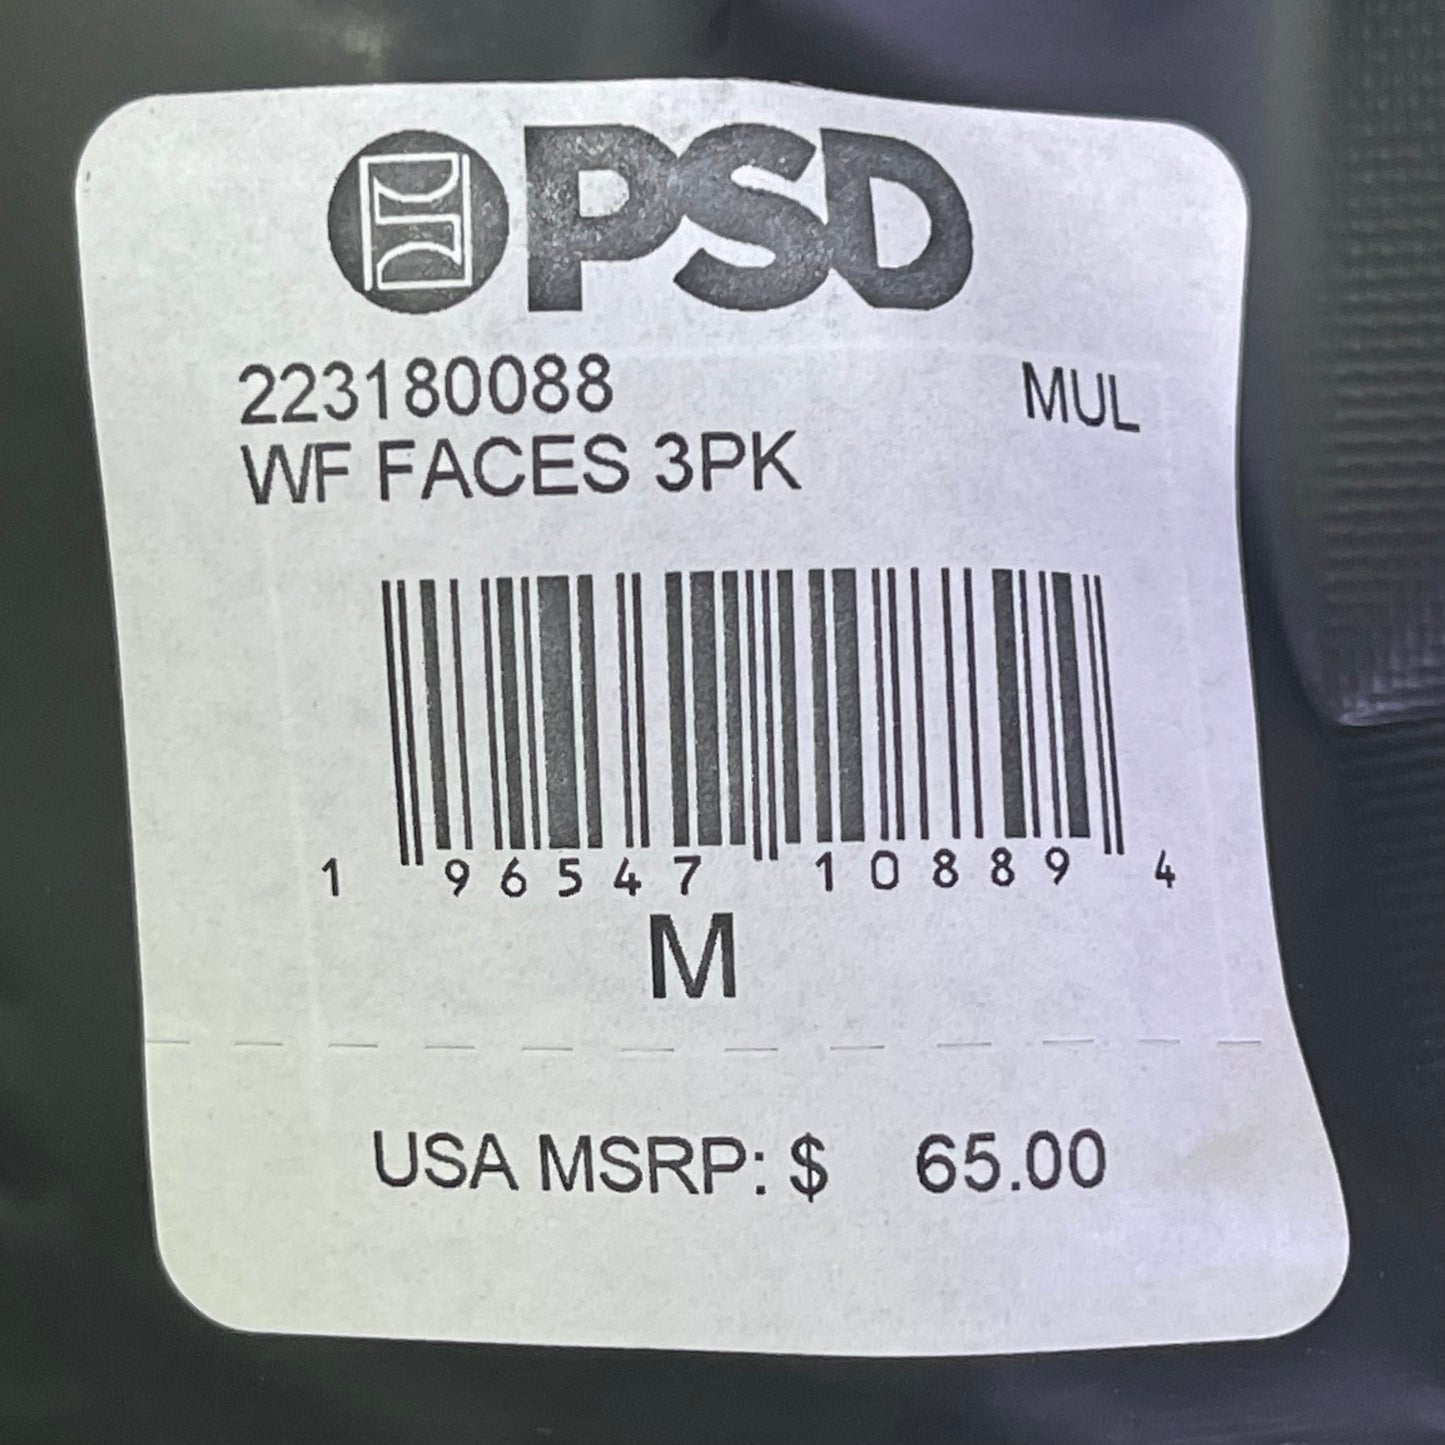 PSD
223180088 MUL
WF FACES 3PK
1 96547 10889 4
M
USA MSRP: $ 65.00